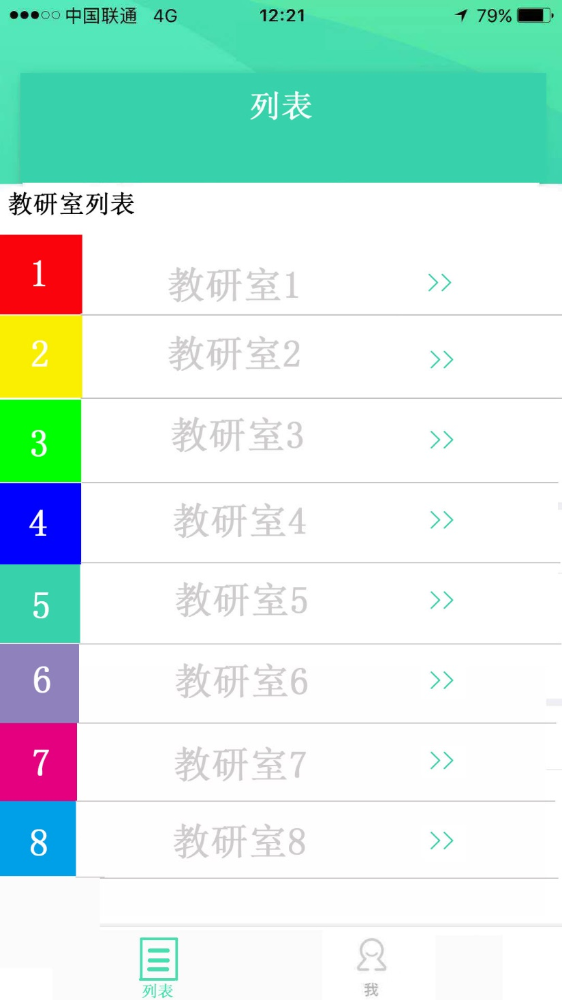 中国联通 4G 12:21 79%
列表
教研室列表
1 教研室1 >>
2 教研室2 >>
3 教研室3 >>
4 教研室4 >>
5 教研室5 >>
6 教研室6 >>
7 教研室7 >>
8 教研室8 >>
列表 我